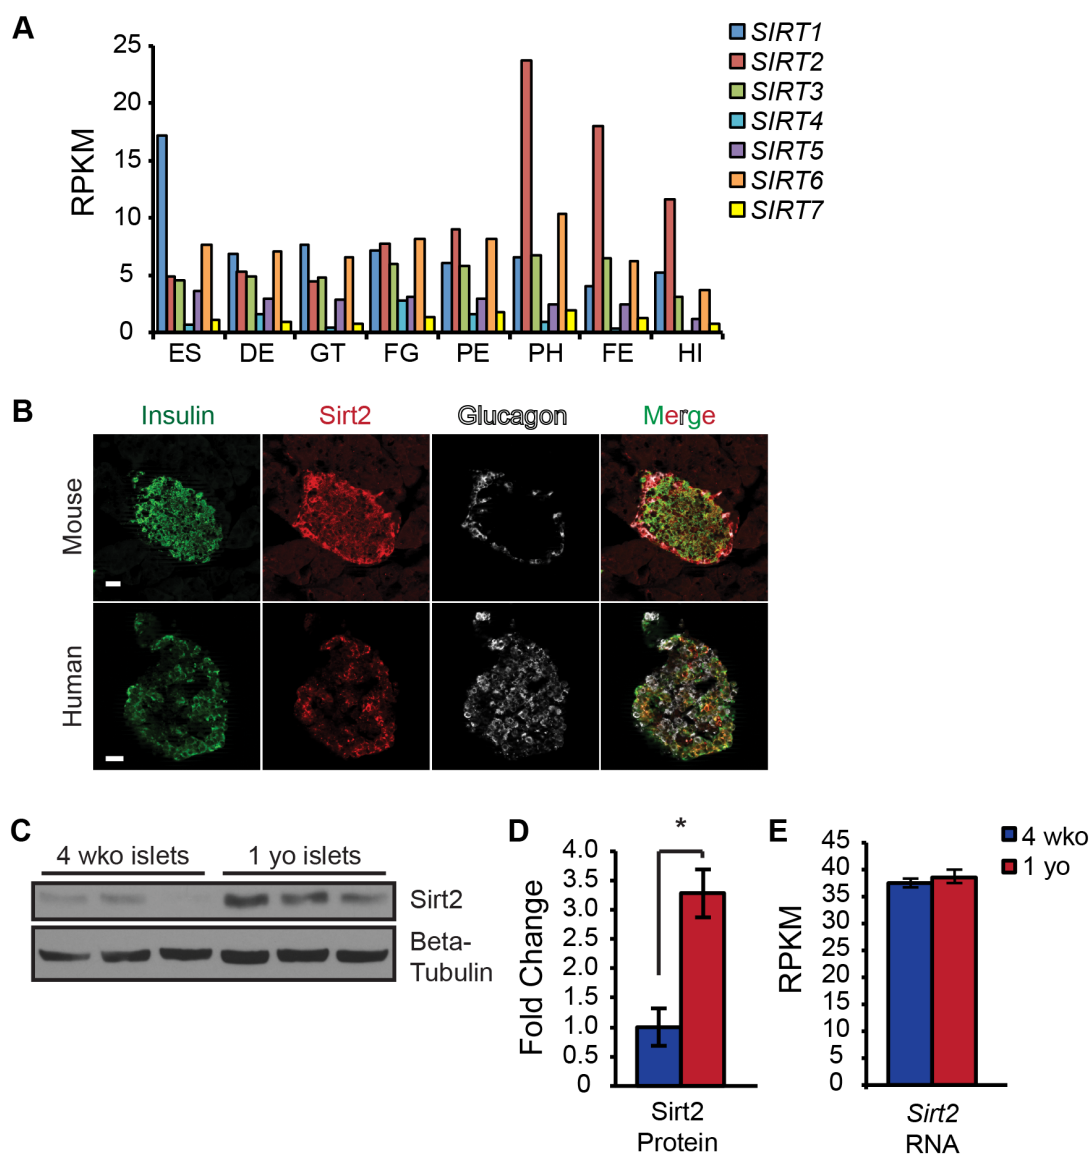 A
25
20
15
10
5
0
RPKM
ES DE GT FG PE PH FE HI
SIRT1
SIRT2
SIRT3
SIRT4
SIRT5
SIRT6
SIRT7
B
Insulin Sirt2 Glucagon Merge
Mouse
Human
C
4 wko islets 1 yo islets
Sirt2
Beta-
Tubulin
D
*
4.0
3.5
3.0
2.5
2.0
1.5
1.0
0.5
0
Fold Change
Sirt2
Protein
E
4 wko
1 yo
45
40
35
30
25
20
15
10
5
0
RPKM
Sirt2
RNA